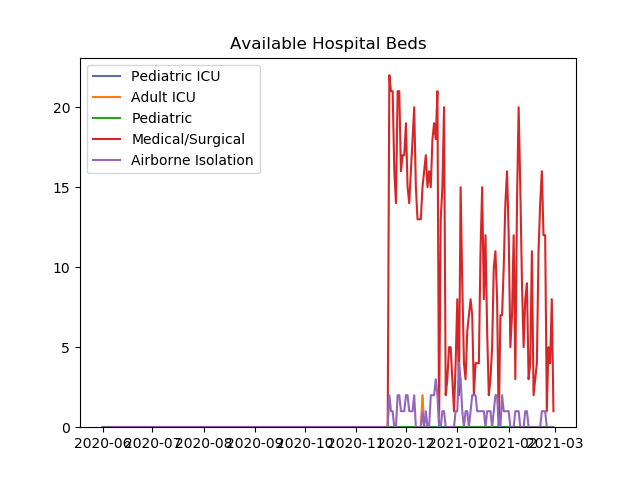 Available Hospital Beds
Pediatric ICU
Adult ICU
Pediatric
Medical/Surgical
Airborne Isolation
20
15
10
5
0
2020-06 2020-07 2020-08 2020-09 2020-10 2020-11 2020-12 2021-01 2021-02 2021-03